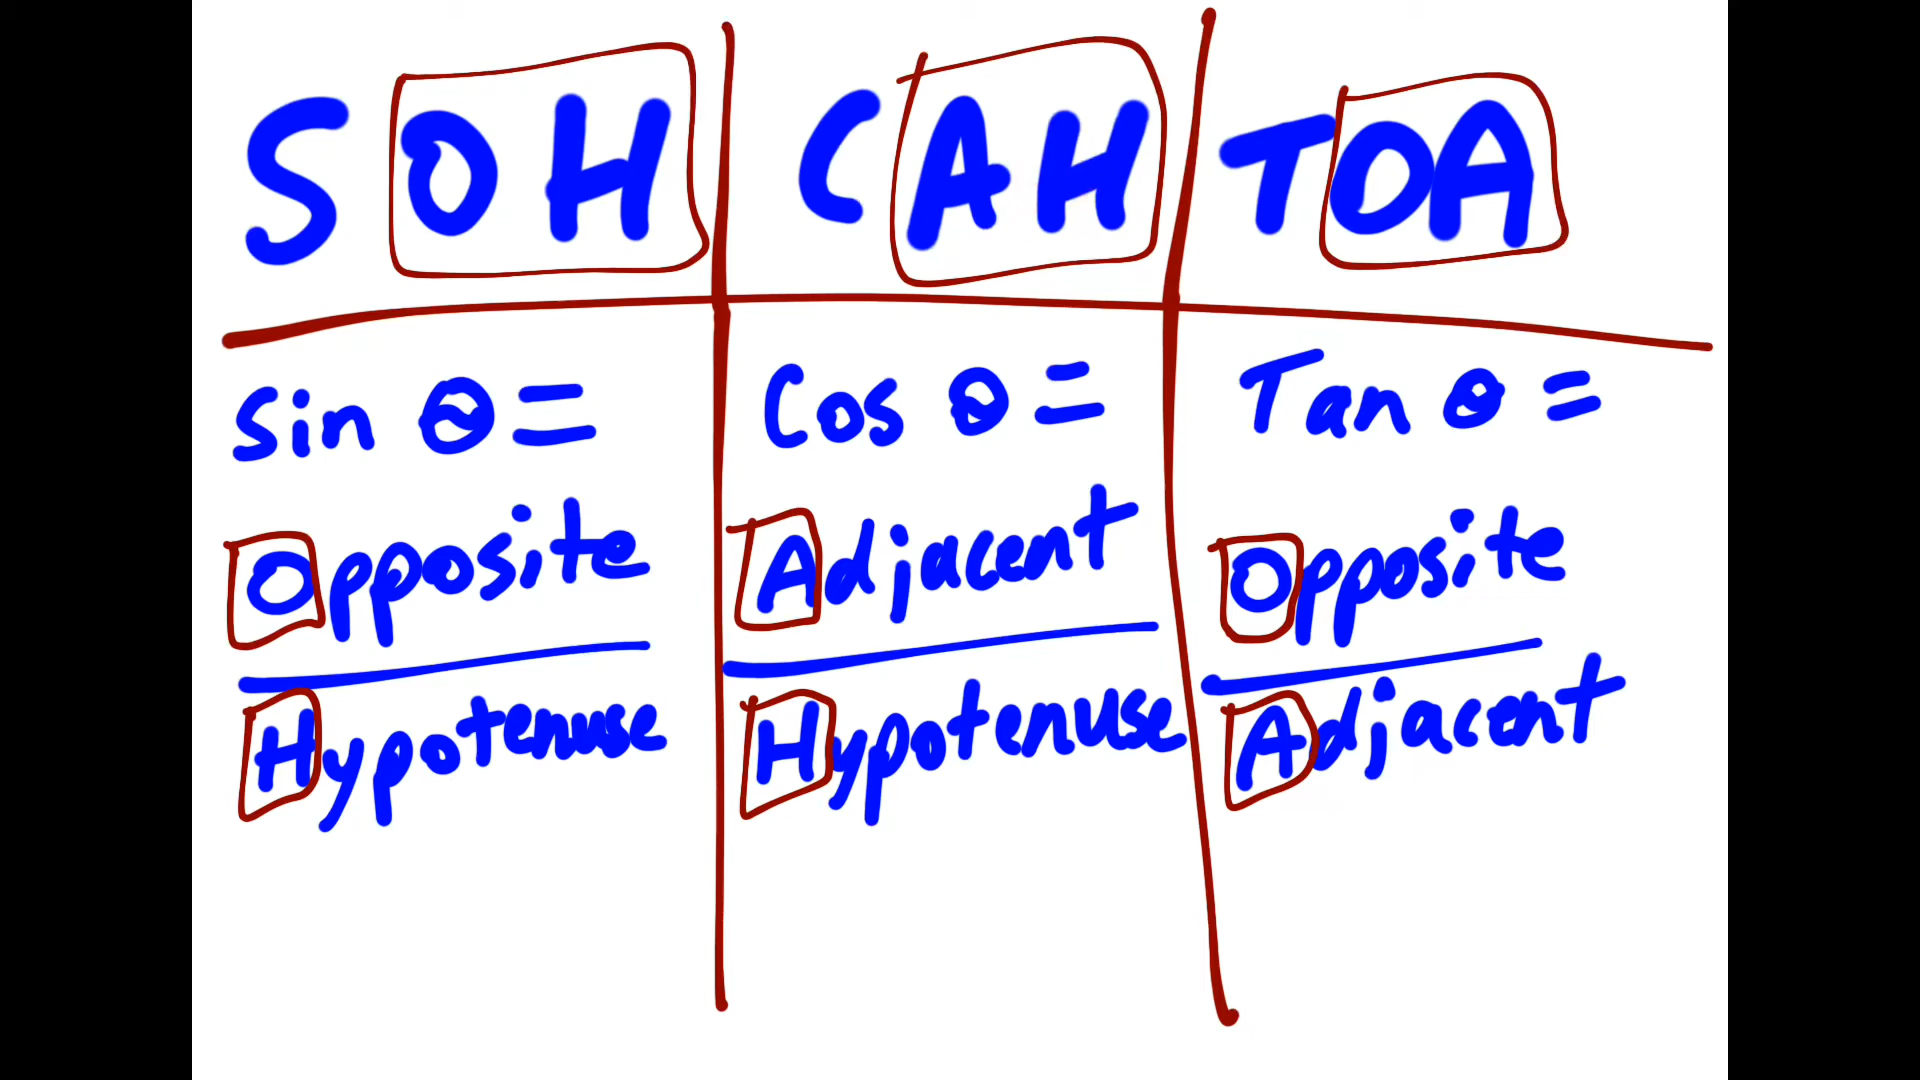 SOH
sin θ =
Opposite
Hypotenuse
CAH
Cos θ =
Adjacent
Hypotenuse
TOA
Tan θ =
Opposite
Adjacent